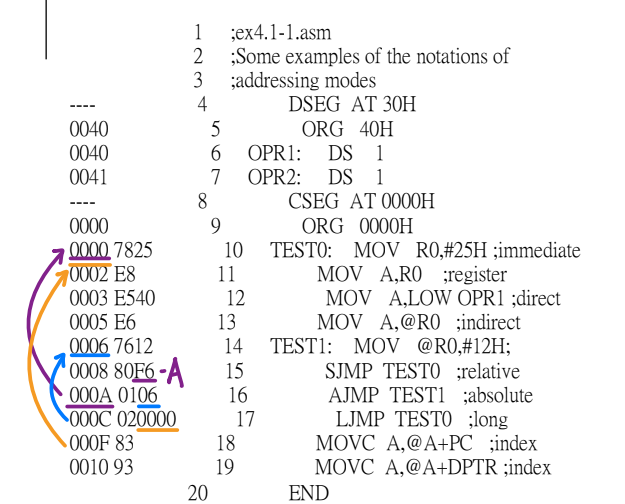 1 ;ex4.1-1.asm
2 ;Some examples of the notations of
3 ;addressing modes
---- 4 DSEG AT 30H
0040 5 ORG 40H
0040 6 OPR1: DS 1
0041 7 OPR2: DS 1
---- 8 CSEG AT 0000H
0000 9 ORG 0000H
0000 7825 10 TEST0: MOV R0,#25H ;immediate
0002 E8 11 MOV A,R0 ;register
0003 E540 12 MOV A,LOW OPR1 ;direct
0005 E6 13 MOV A,@R0 ;indirect
0006 7612 14 TEST1: MOV @R0,#12H;
0008 80F6 -A 15 SJMP TEST0 ;relative
000A 0106 16 AJMP TEST1 ;absolute
000C 020000 17 LJMP TEST0 ;long
000F 83 18 MOVC A,@A+PC ;index
0010 93 19 MOVC A,@A+DPTR ;index
20 END